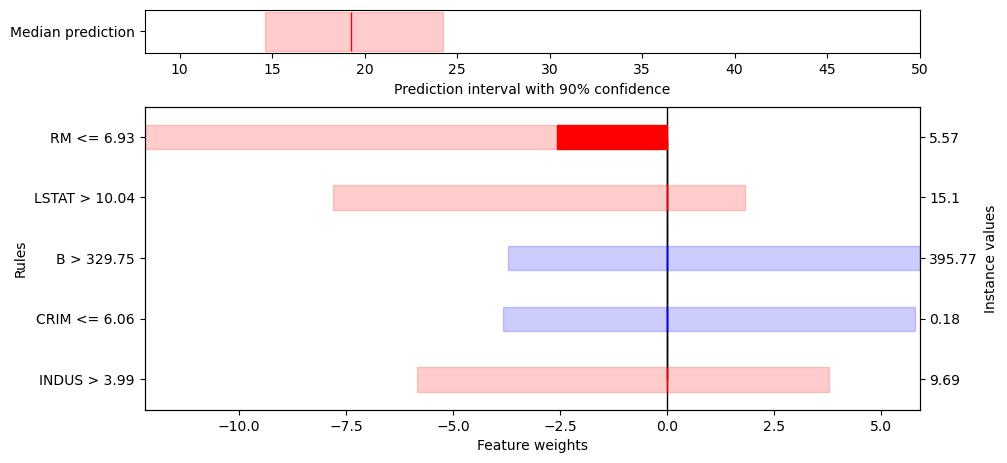 Median prediction
10 15 20 25 30 35 40 45 50
Prediction interval with 90% confidence
Rules
RM <= 6.93 5.57
LSTAT > 10.04 15.1
B > 329.75 395.77
CRIM <= 6.06 0.18
INDUS > 3.99 9.69
Instance values
−10.0 −7.5 −5.0 −2.5 0.0 2.5 5.0
Feature weights